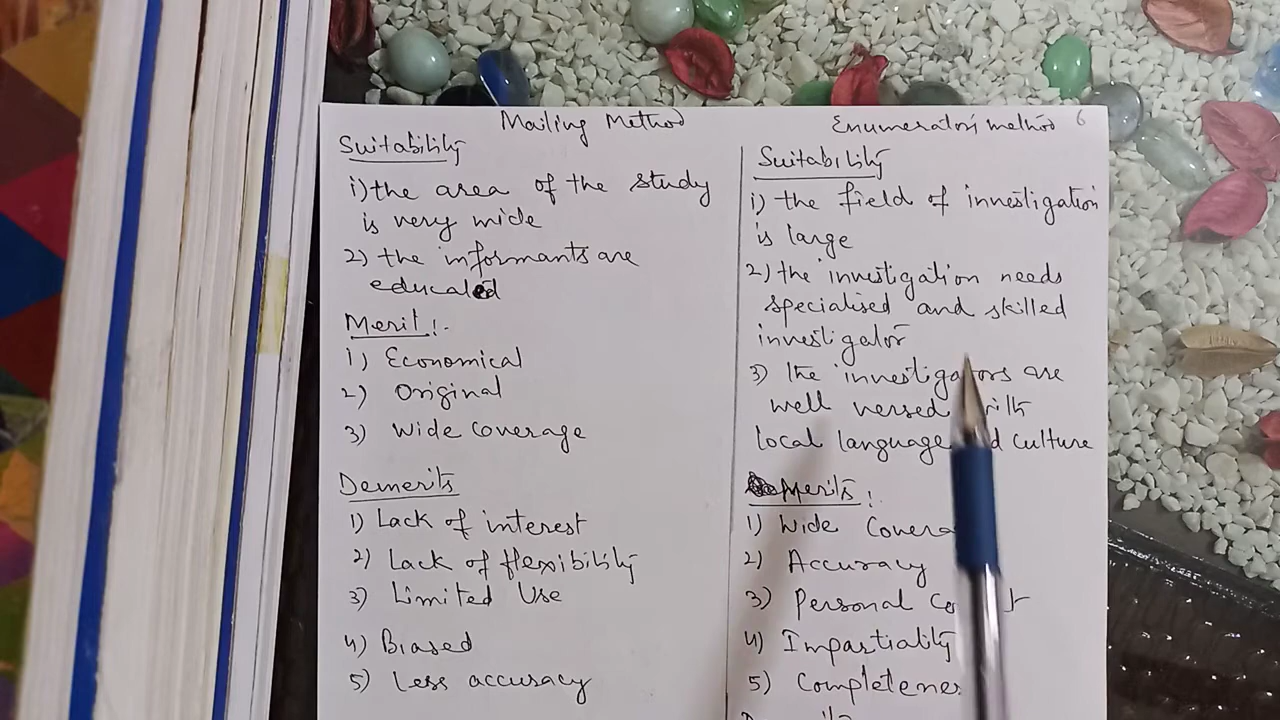 Mailing Method
Suitability
i) the area of the study
is very wide
2) the informants are
educated
Merit:-
1) Economical
2) Original
3) Wide Coverage
Demerits
1) Lack of interest
2) Lack of flexibility
3) Limited Use
4) Biased
5) Less accuracy
Enumerator's method 6
Suitability
i) the field of investigation
is large
2) the investigation needs
specialised and skilled
investigator
3) the investigators are
well versed
local language culture
Merits:
1) Wide
2) Accuracy
3) Personal
4) Impartiality
5)